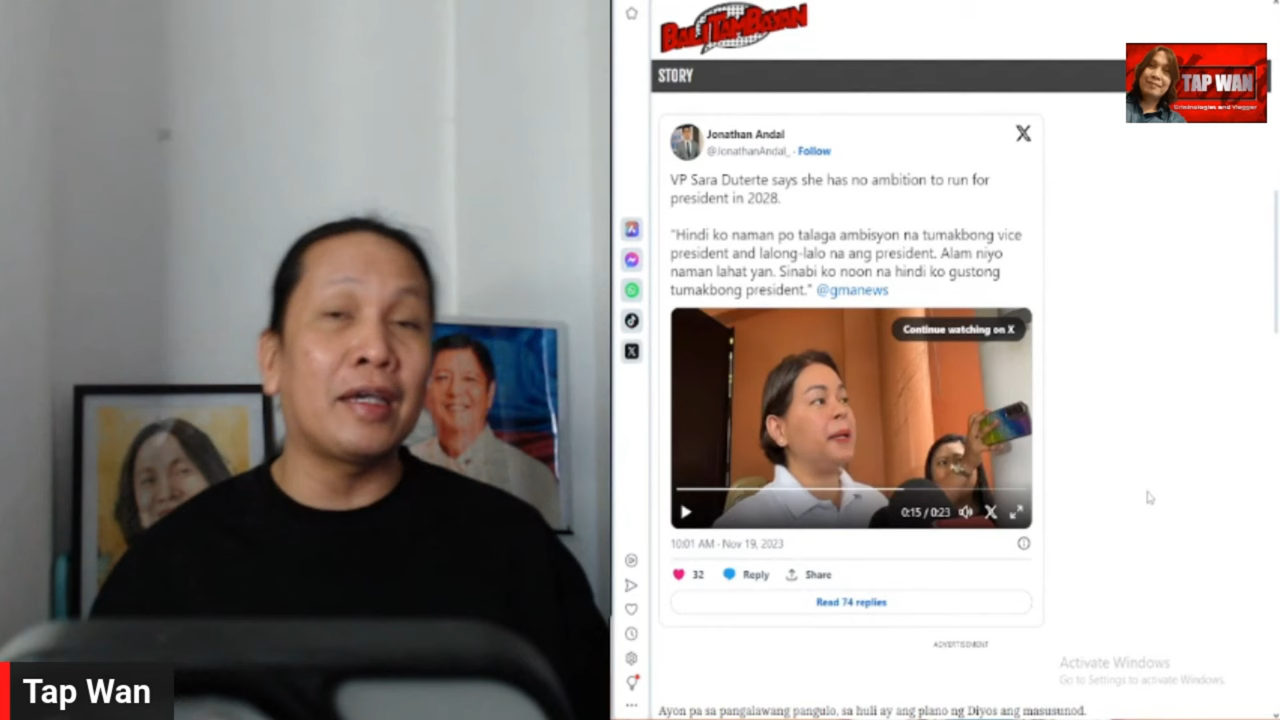 BALITAMBAYAN
STORY
TAP WAN
Criminologist and Vlogger
Jonathan Andal
@JonathanAndal_ · Follow
VP Sara Duterte says she has no ambition to run for
president in 2028.
"Hindi ko naman po talaga ambisyon na tumakbong vice
president and lalong-lalo na ang president. Alam niyo
naman lahat yan. Sinabi ko noon na hindi ko gustong
tumakbong president." @gmanews
Continue watching on X
0:15 / 0:23
10:01 AM · Nov 19, 2023
32 Reply Share
Read 74 replies
ADVERTISEMENT
Activate Windows
Go to Settings to activate Windows.
Ayon pa sa pangalawang pangulo, sa huli ay ang plano ng Diyos ang masusunod.
Tap Wan